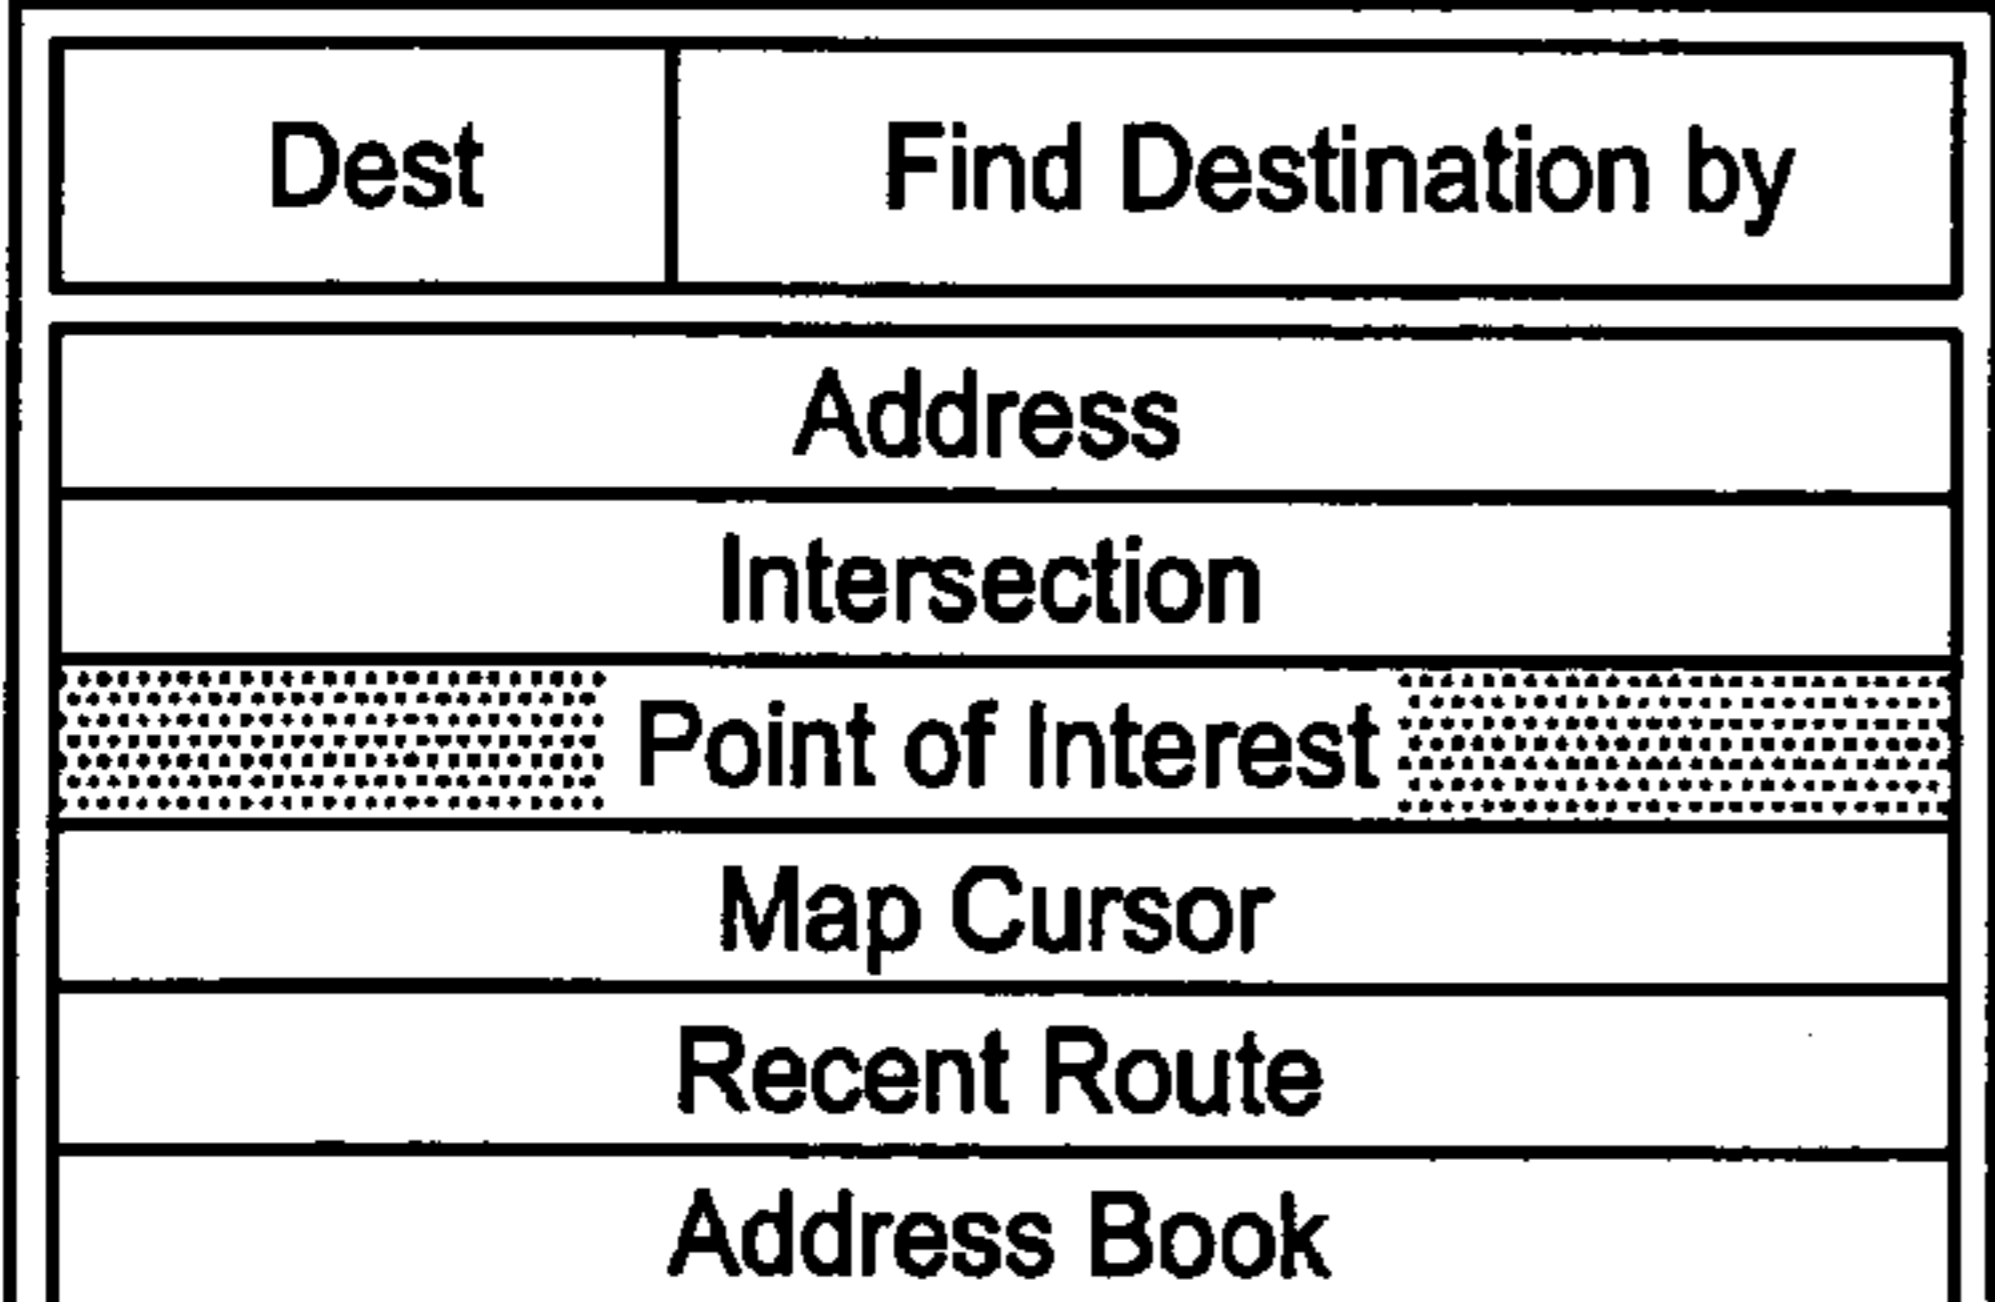 Dest Find Destination by
Address
Intersection
Point of Interest
Map Cursor
Recent Route
Address Book